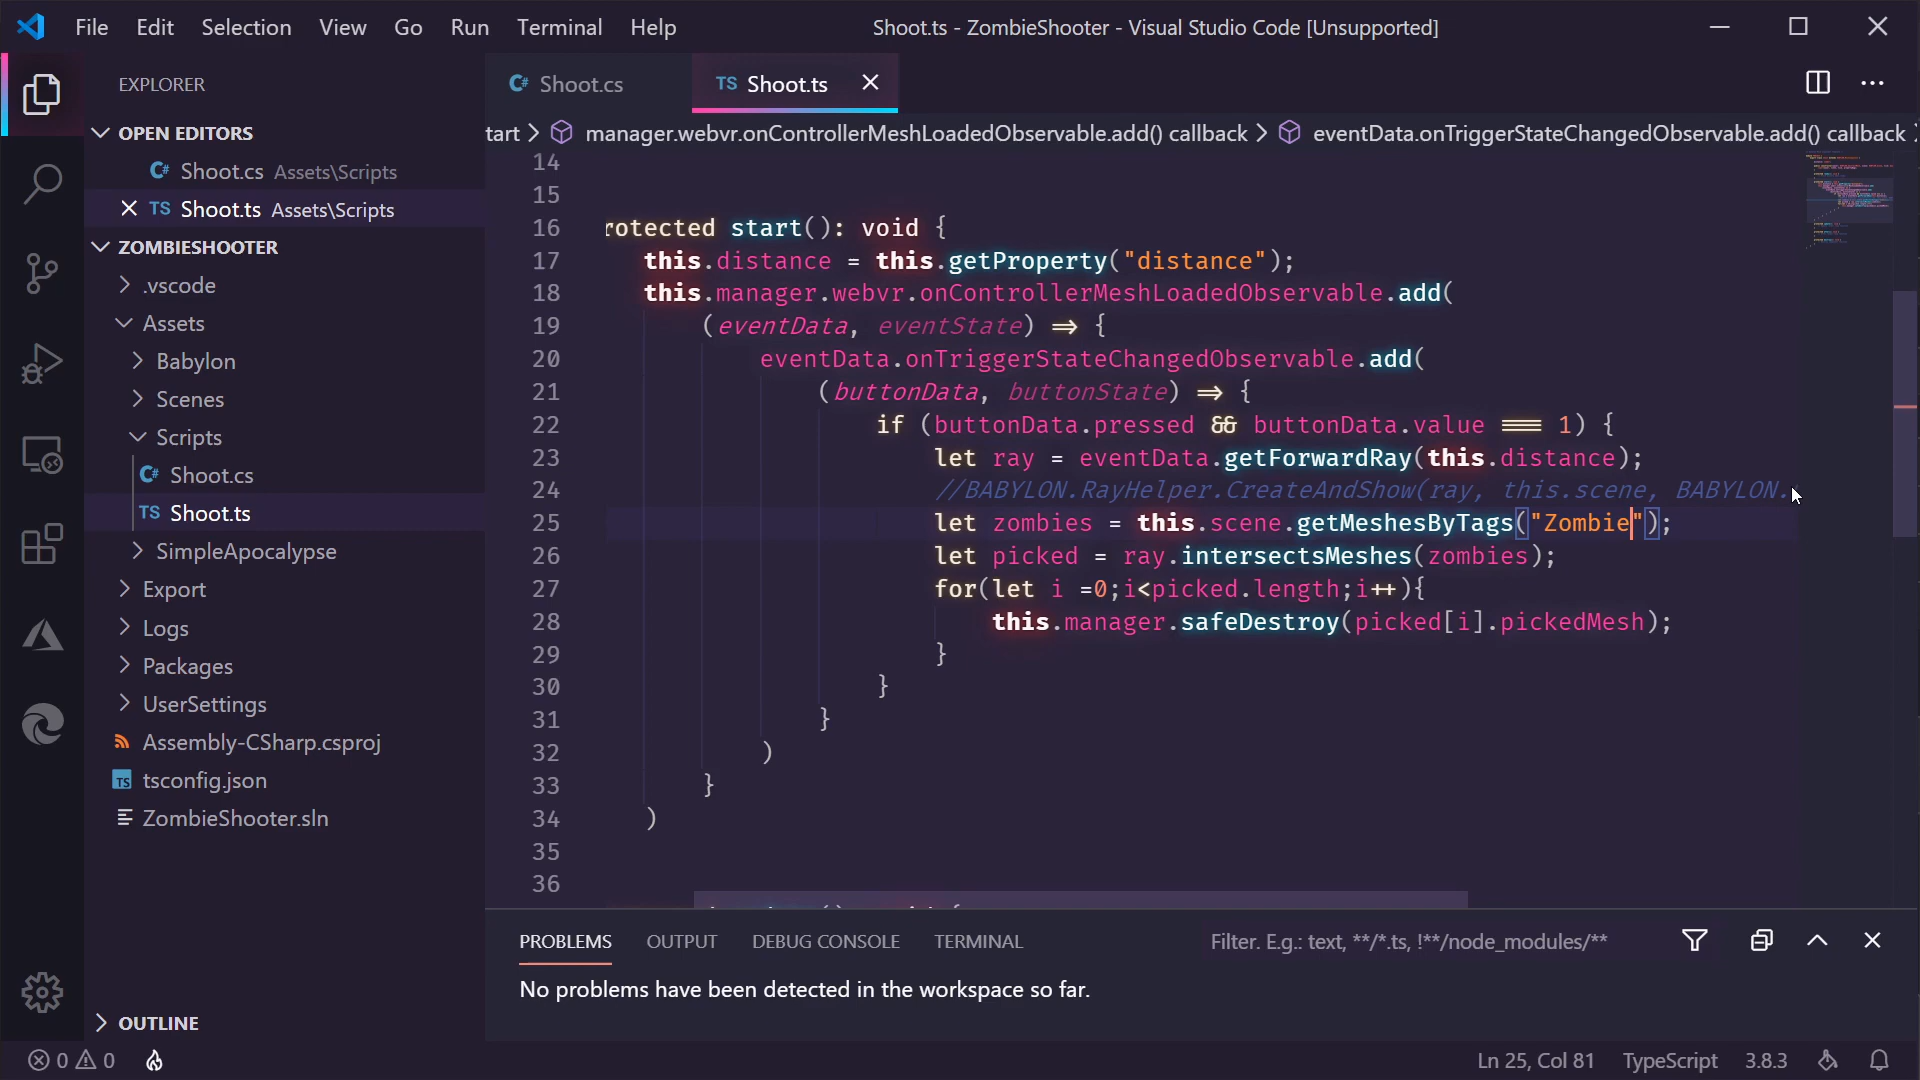 File Edit Selection View Go Run Terminal Help
Shoot.ts - ZombieShooter - Visual Studio Code [Unsupported]
EXPLORER
OPEN EDITORS
C# Shoot.cs Assets\Scripts
TS Shoot.ts Assets\Scripts
ZOMBIESHOOTER
.vscode
Assets
Babylon
Scenes
Scripts
C# Shoot.cs
TS Shoot.ts
SimpleApocalypse
Export
Logs
Packages
UserSettings
Assembly-CSharp.csproj
TS tsconfig.json
ZombieShooter.sln
OUTLINE
C# Shoot.cs
TS Shoot.ts
tart > manager.webvr.onControllerMeshLoadedObservable.add() callback > eventData.onTriggerStateChangedObservable.add() callback
14
15
16 rotected start(): void {
17 this.distance = this.getProperty("distance");
18 this.manager.webvr.onControllerMeshLoadedObservable.add(
19 (eventData, eventState) => {
20 eventData.onTriggerStateChangedObservable.add(
21 (buttonData, buttonState) => {
22 if (buttonData.pressed && buttonData.value === 1) {
23 let ray = eventData.getForwardRay(this.distance);
24 //BABYLON.RayHelper.CreateAndShow(ray, this.scene, BABYLON.
25 let zombies = this.scene.getMeshesByTags("Zombie");
26 let picked = ray.intersectsMeshes(zombies);
27 for(let i =0;i<picked.length;i++){
28 this.manager.safeDestroy(picked[i].pickedMesh);
29 }
30 }
31 }
32 )
33 }
34 )
35
36
PROBLEMS OUTPUT DEBUG CONSOLE TERMINAL
Filter. E.g.: text, **/*.ts, !**/node_modules/**
No problems have been detected in the workspace so far.
0 0
Ln 25, Col 81 TypeScript 3.8.3